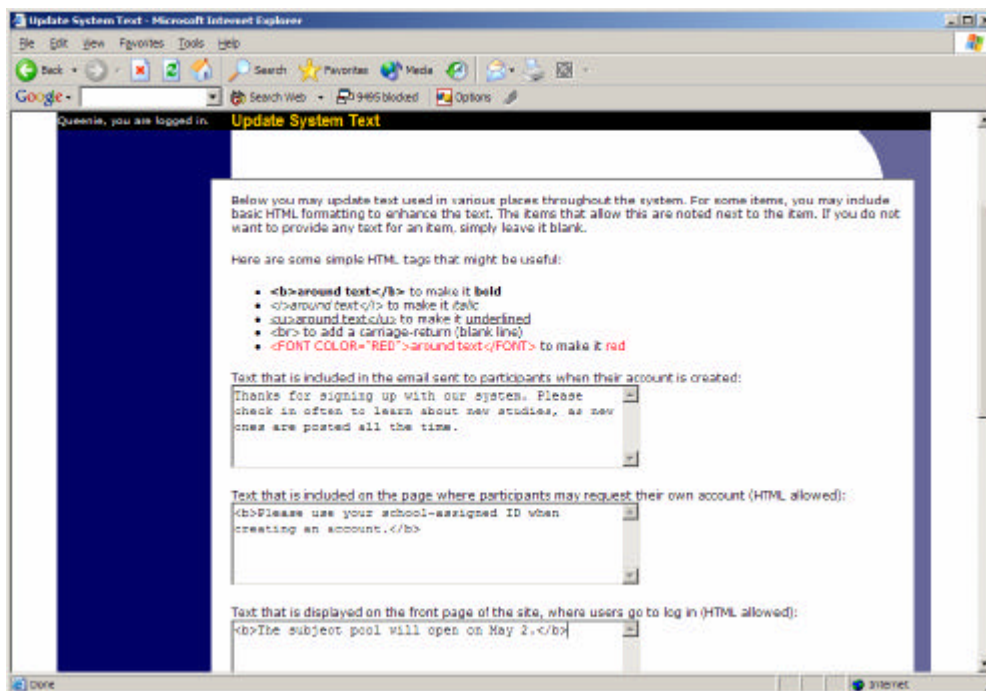 Update System Text - Microsoft Internet Explorer
File Edit View Favorites Tools Help
Back Search Favorites Media
Google Search Web 9495 blocked Options
Queenie, you are logged in. Update System Text
Below you may update text used in various places throughout the system. For some items, you may include
basic HTML formatting to enhance the text. The items that allow this are noted next to the item. If you do not
want to provide any text for an item, simply leave it blank.
Here are some simple HTML tags that might be useful:
• <b>around text</b> to make it bold
• <i>around text</i> to make it italic
• <u>around text</u> to make it underlined
• <br> to add a carriage-return (blank line)
• <FONT COLOR="RED">around text</FONT> to make it red
Text that is included in the email sent to participants when their account is created:
Thanks for signing up with our system. Please
check in often to learn about new studies, as new
ones are posted all the time.
Text that is included on the page where participants may request their own account (HTML allowed):
<b>Please use your school-assigned ID when
creating an account.</b>
Text that is displayed on the front page of the site, where users go to log in (HTML allowed):
<b>The subject pool will open on May 2.</b>
Done Internet